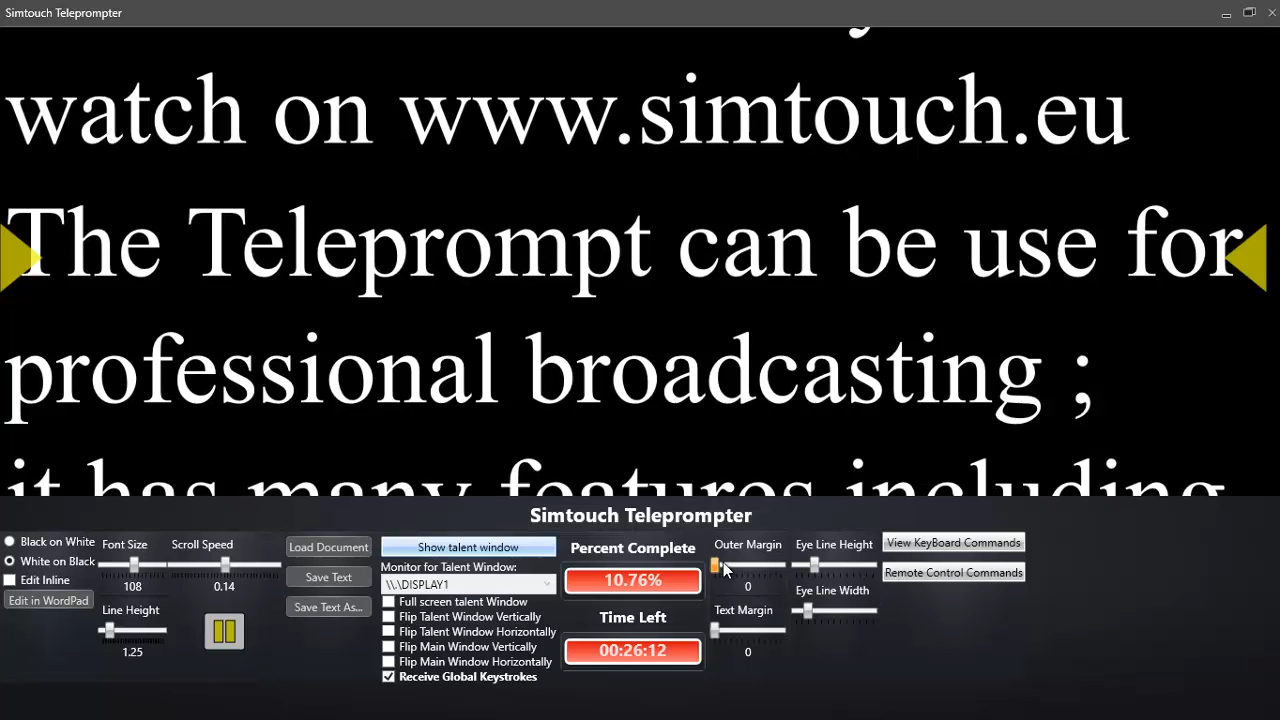 Simtouch Teleprompter
watch on www.simtouch.eu
The Teleprompt can be use for
professional broadcasting ;
it has many features including
Simtouch Teleprompter
Black on White
White on Black
Edit Inline
Edit in WordPad
Font Size
108
Line Height
1.25
Scroll Speed
0.14
Load Document
Save Text
Save Text As...
Show talent window
Monitor for Talent Window:
\\.\DISPLAY1
Full screen talent Window
Flip Talent Window Vertically
Flip Talent Window Horizontally
Flip Main Window Vertically
Flip Main Window Horizontally
Receive Global Keystrokes
Percent Complete
10.76%
Time Left
00:26:12
Outer Margin
0
Text Margin
0
Eye Line Height
Eye Line Width
View KeyBoard Commands
Remote Control Commands